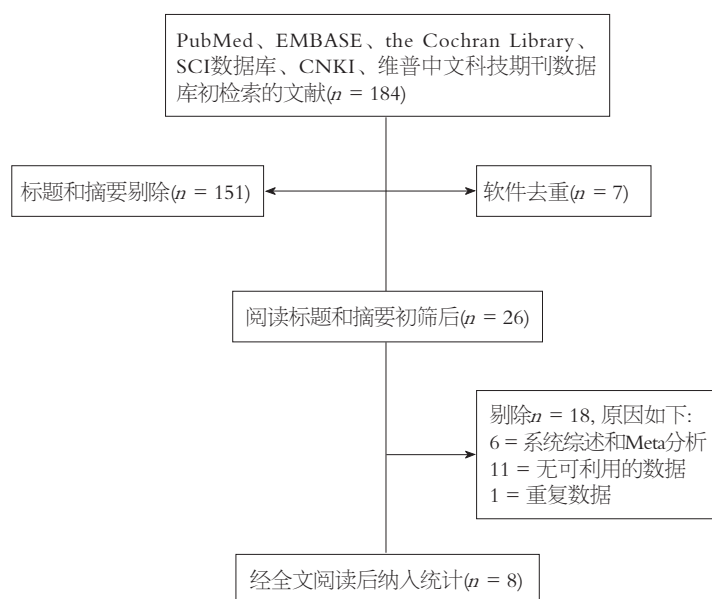 PubMed、EMBASE、the Cochran Library、
SCI数据库、CNKI、维普中文科技期刊数据
库初检索的文献(n = 184)
标题和摘要剔除(n = 151)
软件去重(n = 7)
阅读标题和摘要初筛后(n = 26)
剔除n = 18, 原因如下:
6 = 系统综述和Meta分析
11 = 无可利用的数据
1 = 重复数据
经全文阅读后纳入统计(n = 8)